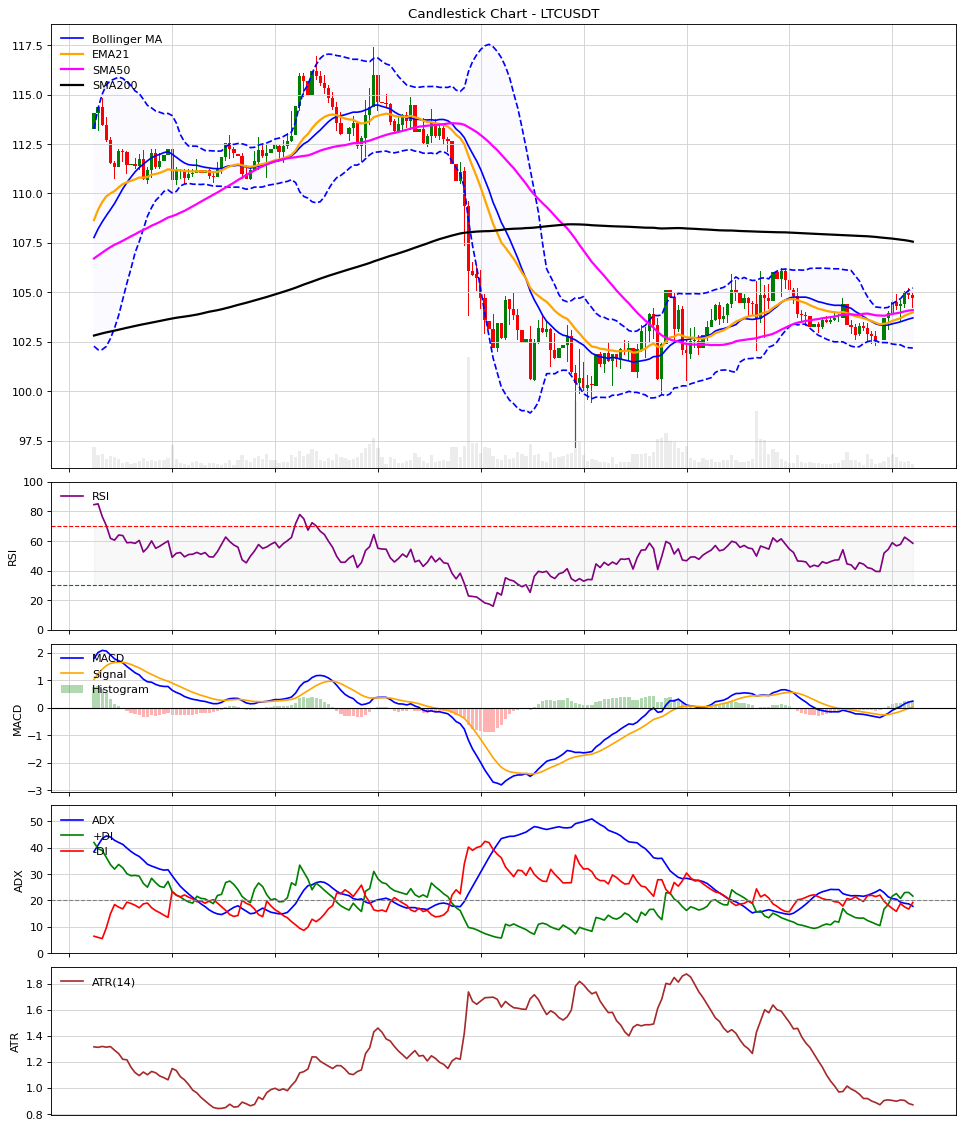 Candlestick Chart - LTCUSDT
Bollinger MA
EMA21
SMA50
SMA200
117.5
115.0
112.5
110.0
107.5
105.0
102.5
100.0
97.5
RSI
100
80
60
40
20
0
RSI
MACD
Signal
Histogram
2
1
0
−1
−2
−3
MACD
ADX
+DI
-DI
50
40
30
20
10
0
ADX
ATR(14)
1.8
1.6
1.4
1.2
1.0
0.8
ATR